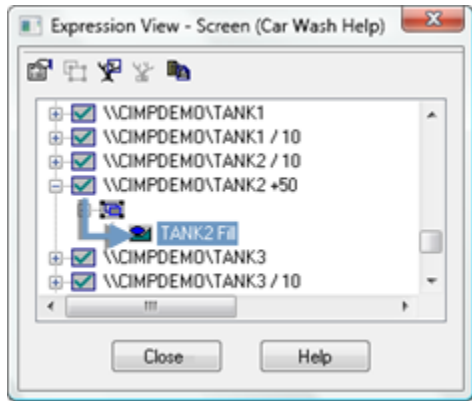 Expression View - Screen (Car Wash Help)
\\CIMPDEMO\TANK1
\\CIMPDEMO\TANK1 / 10
\\CIMPDEMO\TANK2 / 10
\\CIMPDEMO\TANK2 +50
TANK2 Fill
\\CIMPDEMO\TANK3
\\CIMPDEMO\TANK3 / 10
Close Help